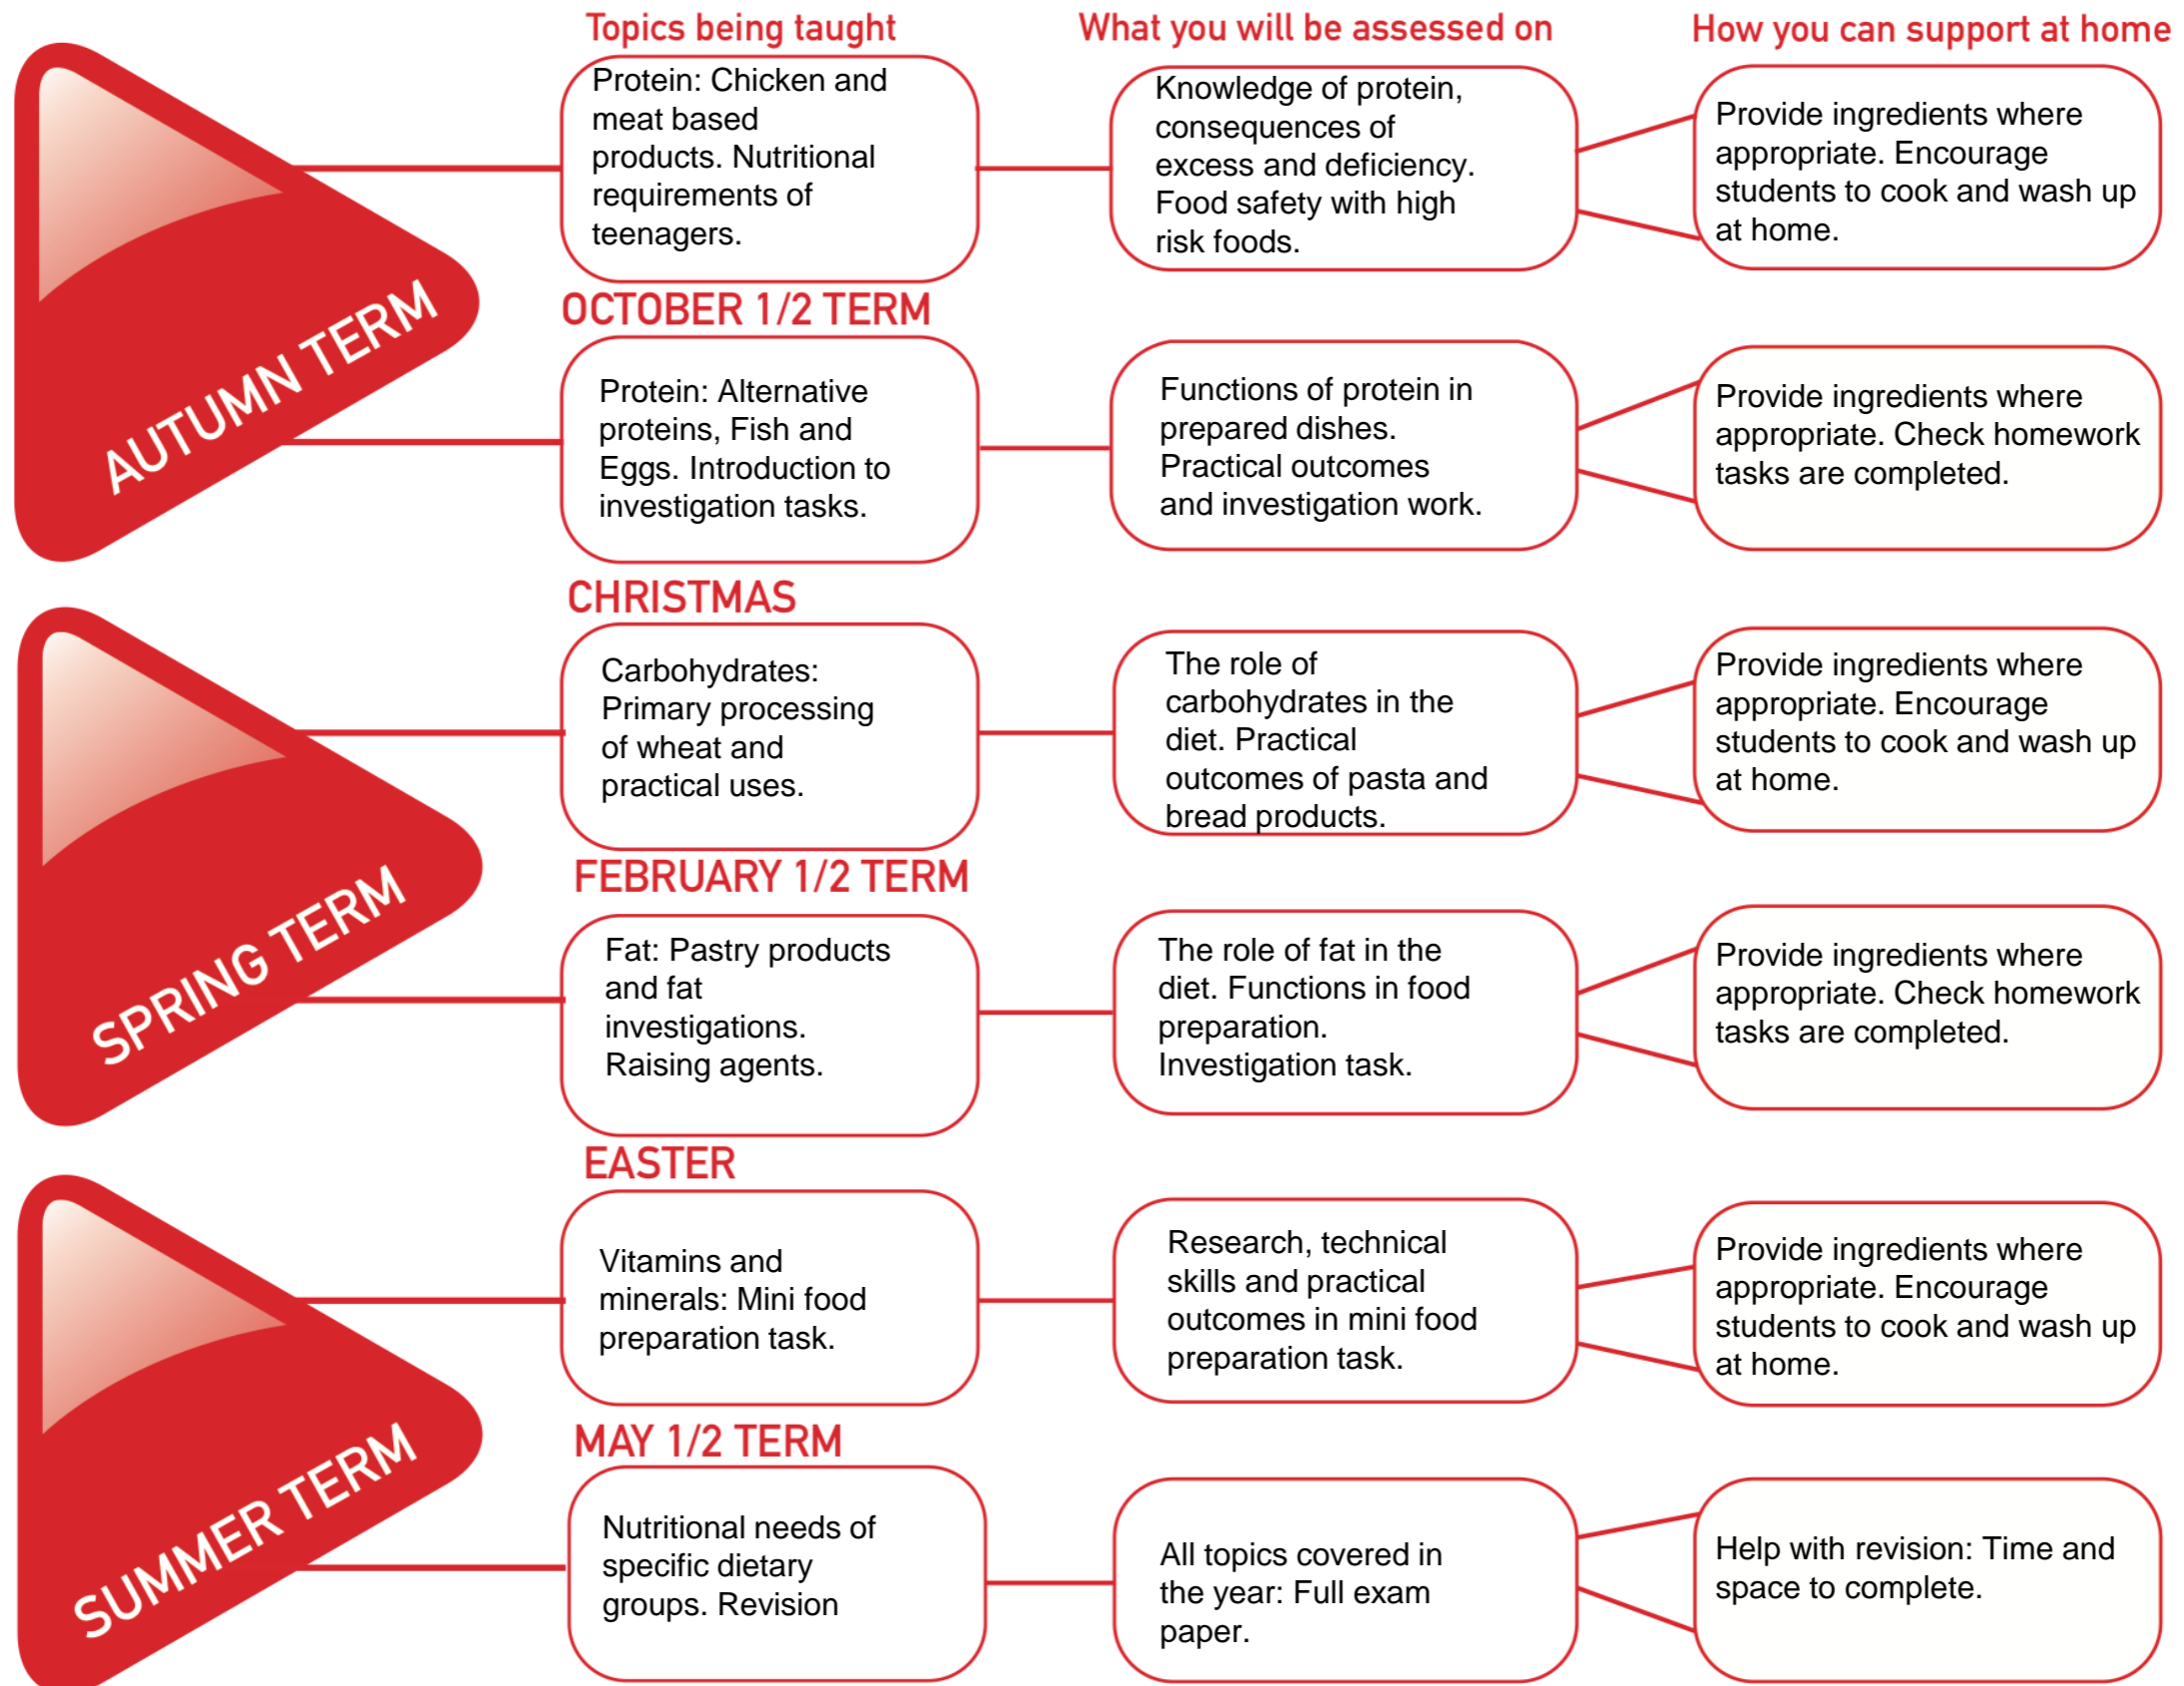 Topics being taught
What you will be assessed on
How you can support at home
AUTUMN TERM
Protein: Chicken and
meat based
products. Nutritional
requirements of
teenagers.
Knowledge of protein,
consequences of
excess and deficiency.
Food safety with high
risk foods.
Provide ingredients where
appropriate. Encourage
students to cook and wash up
at home.
OCTOBER 1/2 TERM
Protein: Alternative
proteins, Fish and
Eggs. Introduction to
investigation tasks.
Functions of protein in
prepared dishes.
Practical outcomes
and investigation work.
Provide ingredients where
appropriate. Check homework
tasks are completed.
CHRISTMAS
SPRING TERM
Carbohydrates:
Primary processing
of wheat and
practical uses.
The role of
carbohydrates in the
diet. Practical
outcomes of pasta and
bread products.
Provide ingredients where
appropriate. Encourage
students to cook and wash up
at home.
FEBRUARY 1/2 TERM
Fat: Pastry products
and fat
investigations.
Raising agents.
The role of fat in the
diet. Functions in food
preparation.
Investigation task.
Provide ingredients where
appropriate. Check homework
tasks are completed.
EASTER
SUMMER TERM
Vitamins and
minerals: Mini food
preparation task.
Research, technical
skills and practical
outcomes in mini food
preparation task.
Provide ingredients where
appropriate. Encourage
students to cook and wash up
at home.
MAY 1/2 TERM
Nutritional needs of
specific dietary
groups. Revision
All topics covered in
the year: Full exam
paper.
Help with revision: Time and
space to complete.